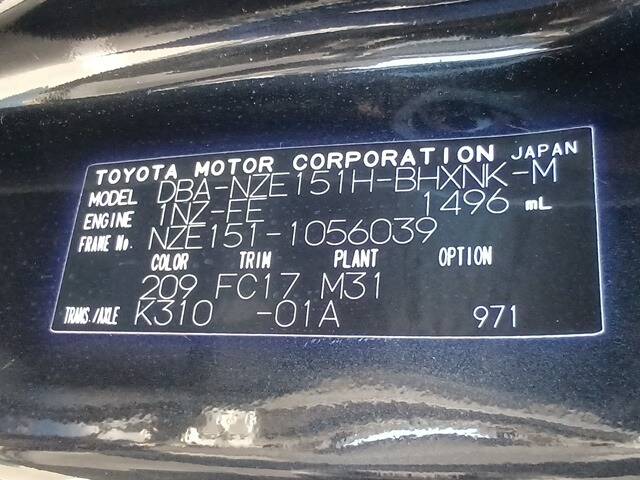 TOYOTA MOTOR CORPORATION JAPAN
MODEL DBA-NZE151H-BHXNK-M
ENGINE 1NZ-FE 1496 mL
FRAME No. NZE151-1056039
COLOR TRIM PLANT OPTION
209 FC17 M31
TRANS./AXLE K310 -01A 971